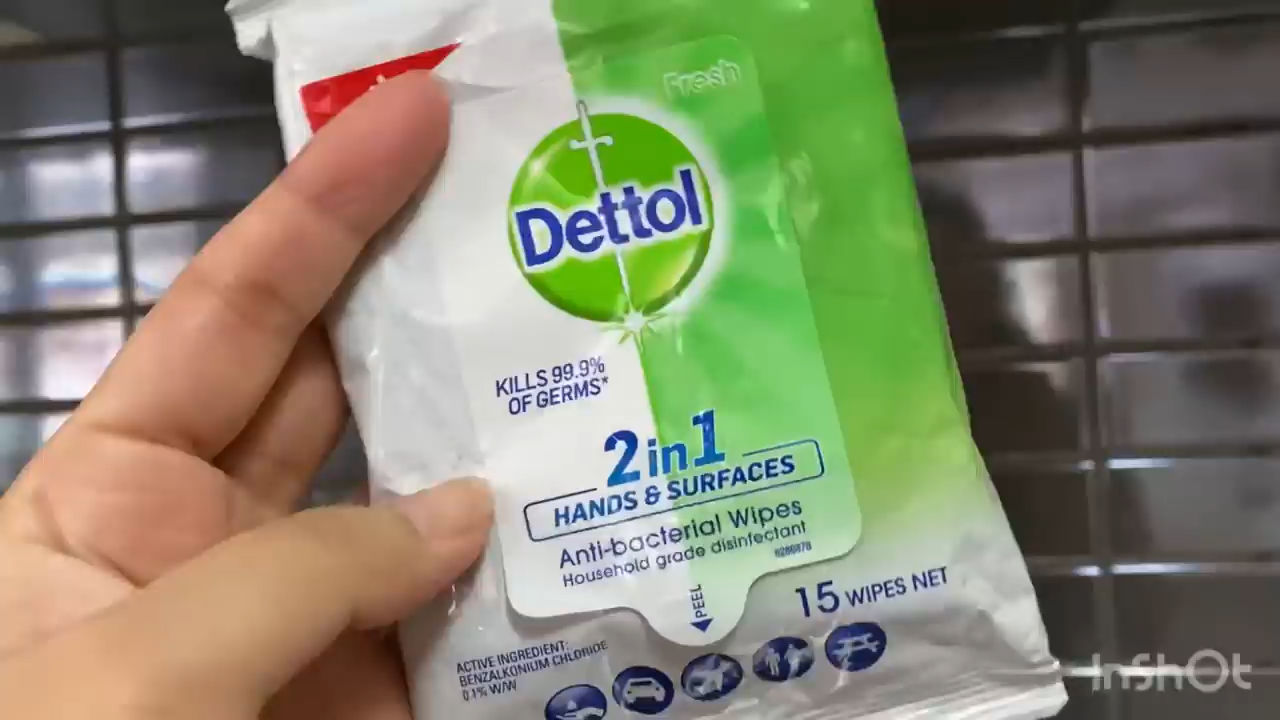 Fresh
Dettol
KILLS 99.9%
OF GERMS*
2 in 1
HANDS & SURFACES
Anti-bacterial Wipes
Household grade disinfectant
PEEL
15 WIPES NET
ACTIVE INGREDIENT:
BENZALKONIUM CHLORIDE
0.1% W/W
InShOt